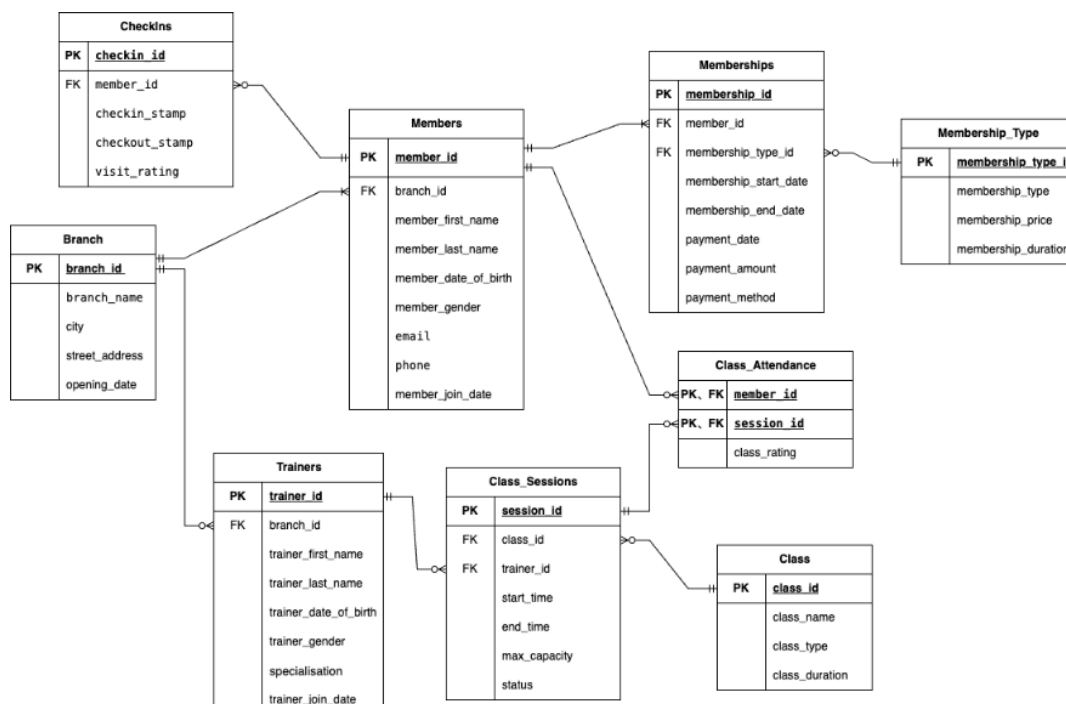 CheckIns
PK checkin_id
FK member_id
checkin_stamp
checkout_stamp
visit_rating
Members
PK member_id
FK branch_id
member_first_name
member_last_name
member_date_of_birth
member_gender
email
phone
member_join_date
Memberships
PK membership_id
FK member_id
FK membership_type_id
membership_start_date
membership_end_date
payment_date
payment_amount
payment_method
Membership_Type
PK membership_type_i
membership_type
membership_price
membership_duration
Branch
PK branch_id
branch_name
city
street_address
opening_date
Class_Attendance
PK、FK member_id
PK、FK session_id
class_rating
Trainers
PK trainer_id
FK branch_id
trainer_first_name
trainer_last_name
trainer_date_of_birth
trainer_gender
specialisation
trainer_join_date
Class_Sessions
PK session_id
FK class_id
FK trainer_id
start_time
end_time
max_capacity
status
Class
PK class_id
class_name
class_type
class_duration